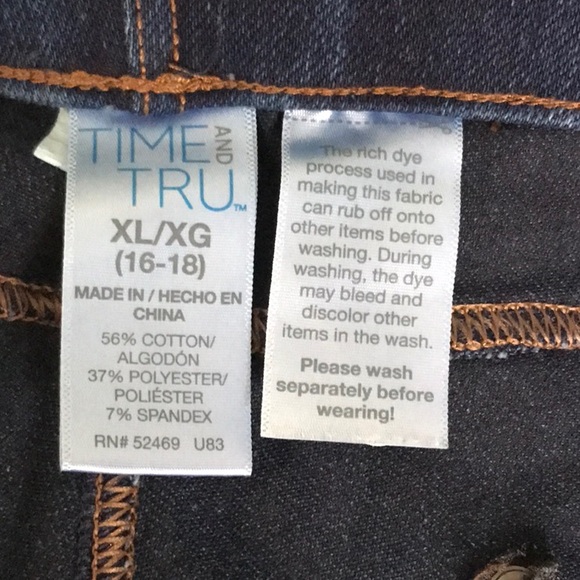 TIME AND
TRU™
XL/XG
(16-18)
MADE IN / HECHO EN
CHINA
56% COTTON/
ALGODÓN
37% POLYESTER/
POLIÉSTER
7% SPANDEX
RN# 52469 U83
The rich dye
process used in
making this fabric
can rub off onto
other items before
washing. During
washing, the dye
may bleed and
discolor other
items in the wash.
Please wash
separately before
wearing!